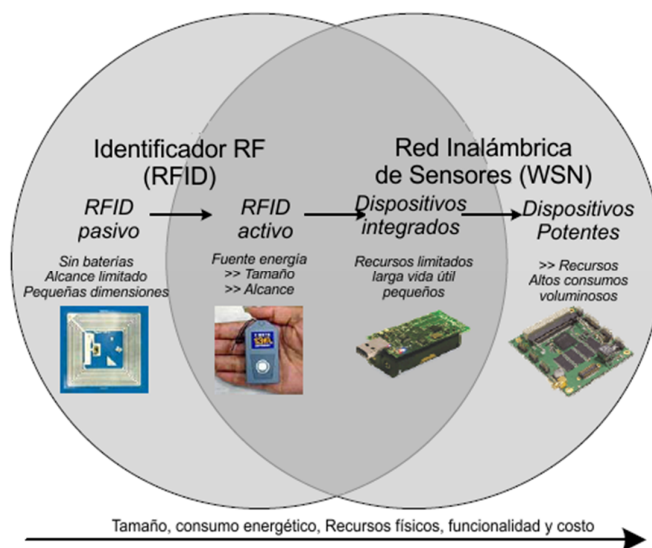 Identificador RF
(RFID)
Red Inalámbrica
de Sensores (WSN)
RFID
pasivo
RFID
activo
Dispositivos
integrados
Dispositivos
Potentes
Sin baterías
Alcance limitado
Pequeñas dimensiones
Fuente energía
>> Tamaño
>> Alcance
Recursos limitados
larga vida útil
pequeños
>> Recursos
Altos consumos
voluminosos
Tamaño, consumo energético, Recursos físicos, funcionalidad y costo